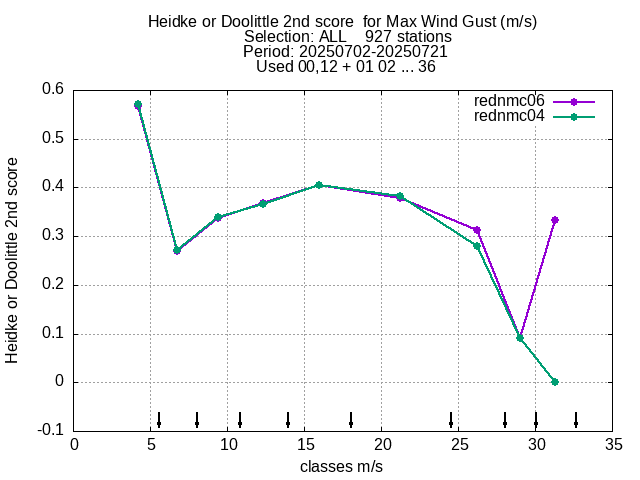 Heidke or Doolittle 2nd score  for Max Wind Gust (m/s)
Selection: ALL    927 stations
Period: 20250702-20250721
Used 00,12 + 01 02 ... 36
rednmc06
rednmc04
Heidke or Doolittle 2nd score
0.6
0.5
0.4
0.3
0.2
0.1
0
-0.1
0 5 10 15 20 25 30 35
classes m/s